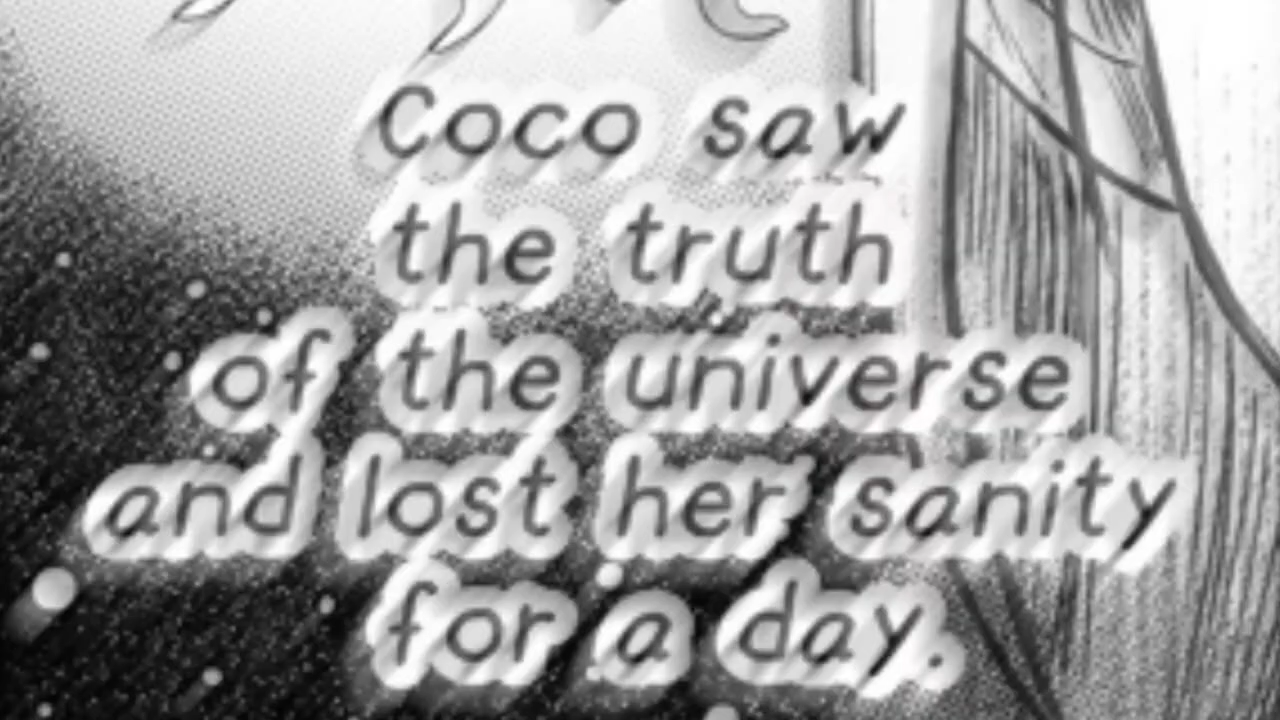 Coco saw
the truth
of the universe
and lost her sanity
for a day.